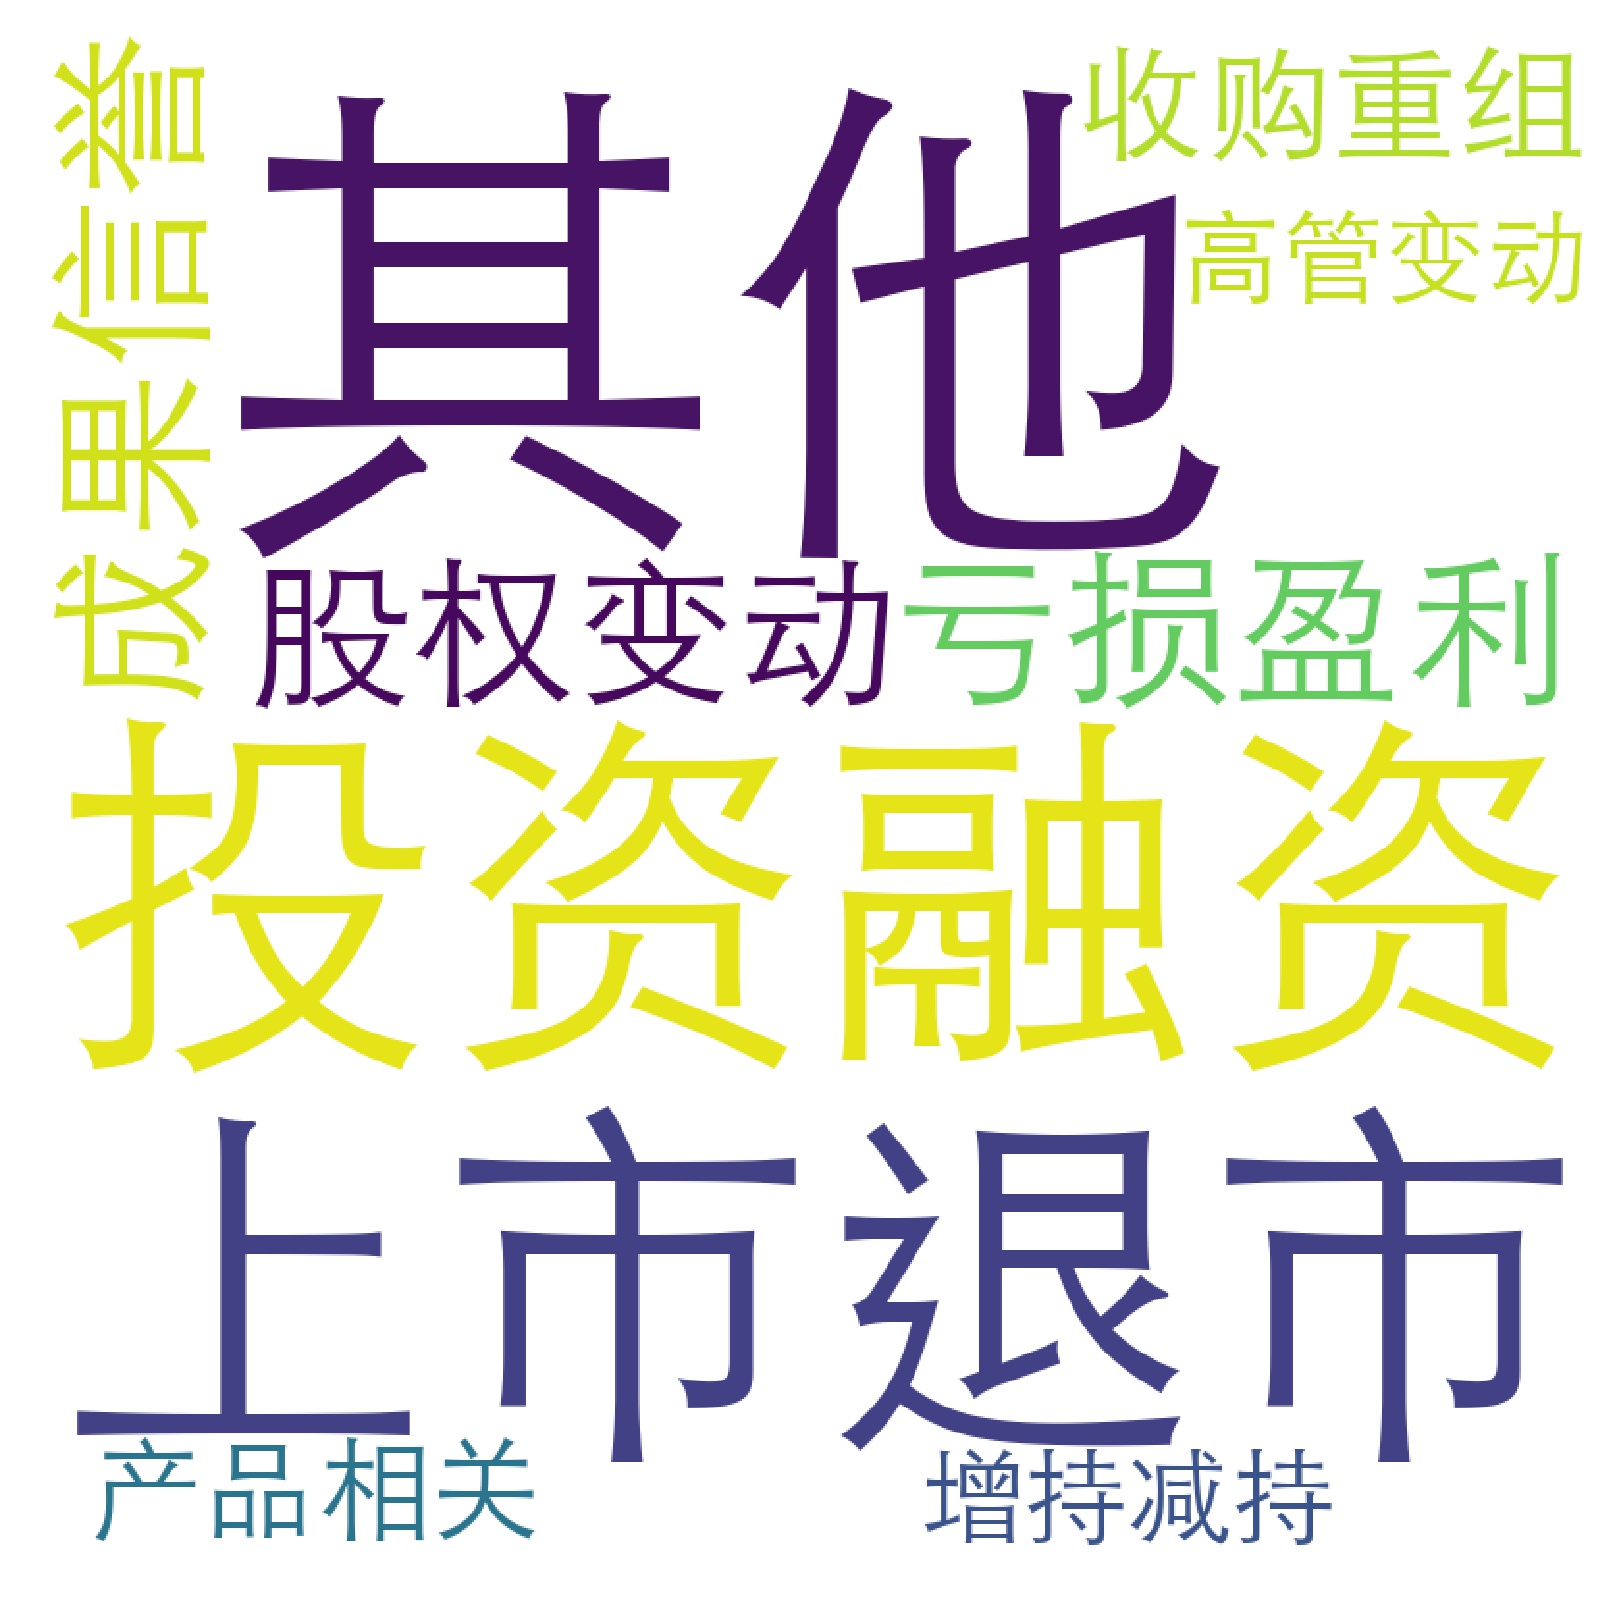 其他
收购重组
高管变动
成果信誉
股权变动
亏损盈利
投资融资
上市退市
产品相关
增持减持